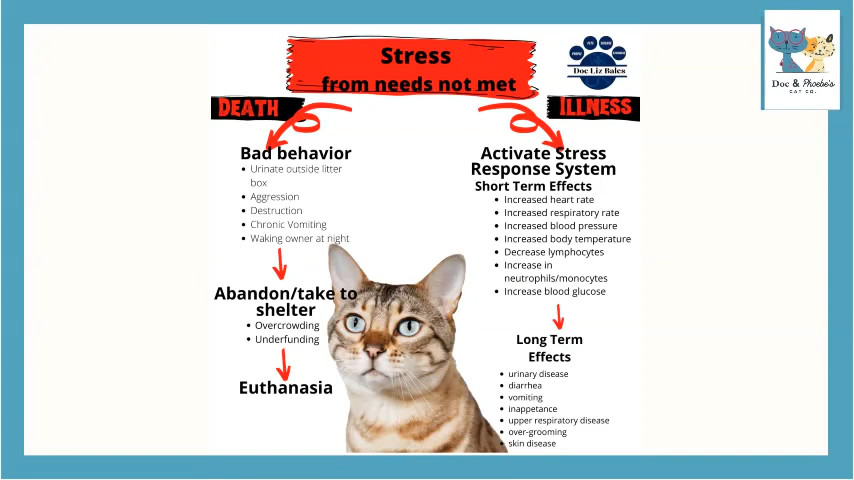 Stress
from needs not met
PEOPLE
PETS
SCIENCE
BUSINESS
Doc Liz Bales
Doc & Phoebe's
CAT CO.
DEATH
Bad behavior
• Urinate outside litter
box
• Aggression
• Destruction
• Chronic Vomiting
• Waking owner at night
Abandon/take to
shelter
• Overcrowding
• Underfunding
Euthanasia
ILLNESS
Activate Stress
Response System
Short Term Effects
• Increased heart rate
• Increased respiratory rate
• Increased blood pressure
• Increased body temperature
• Decrease lymphocytes
• Increase in
neutrophils/monocytes
• Increase blood glucose
Long Term
Effects
• urinary disease
• diarrhea
• vomiting
• inappetance
• upper respiratory disease
• over-grooming
• skin disease